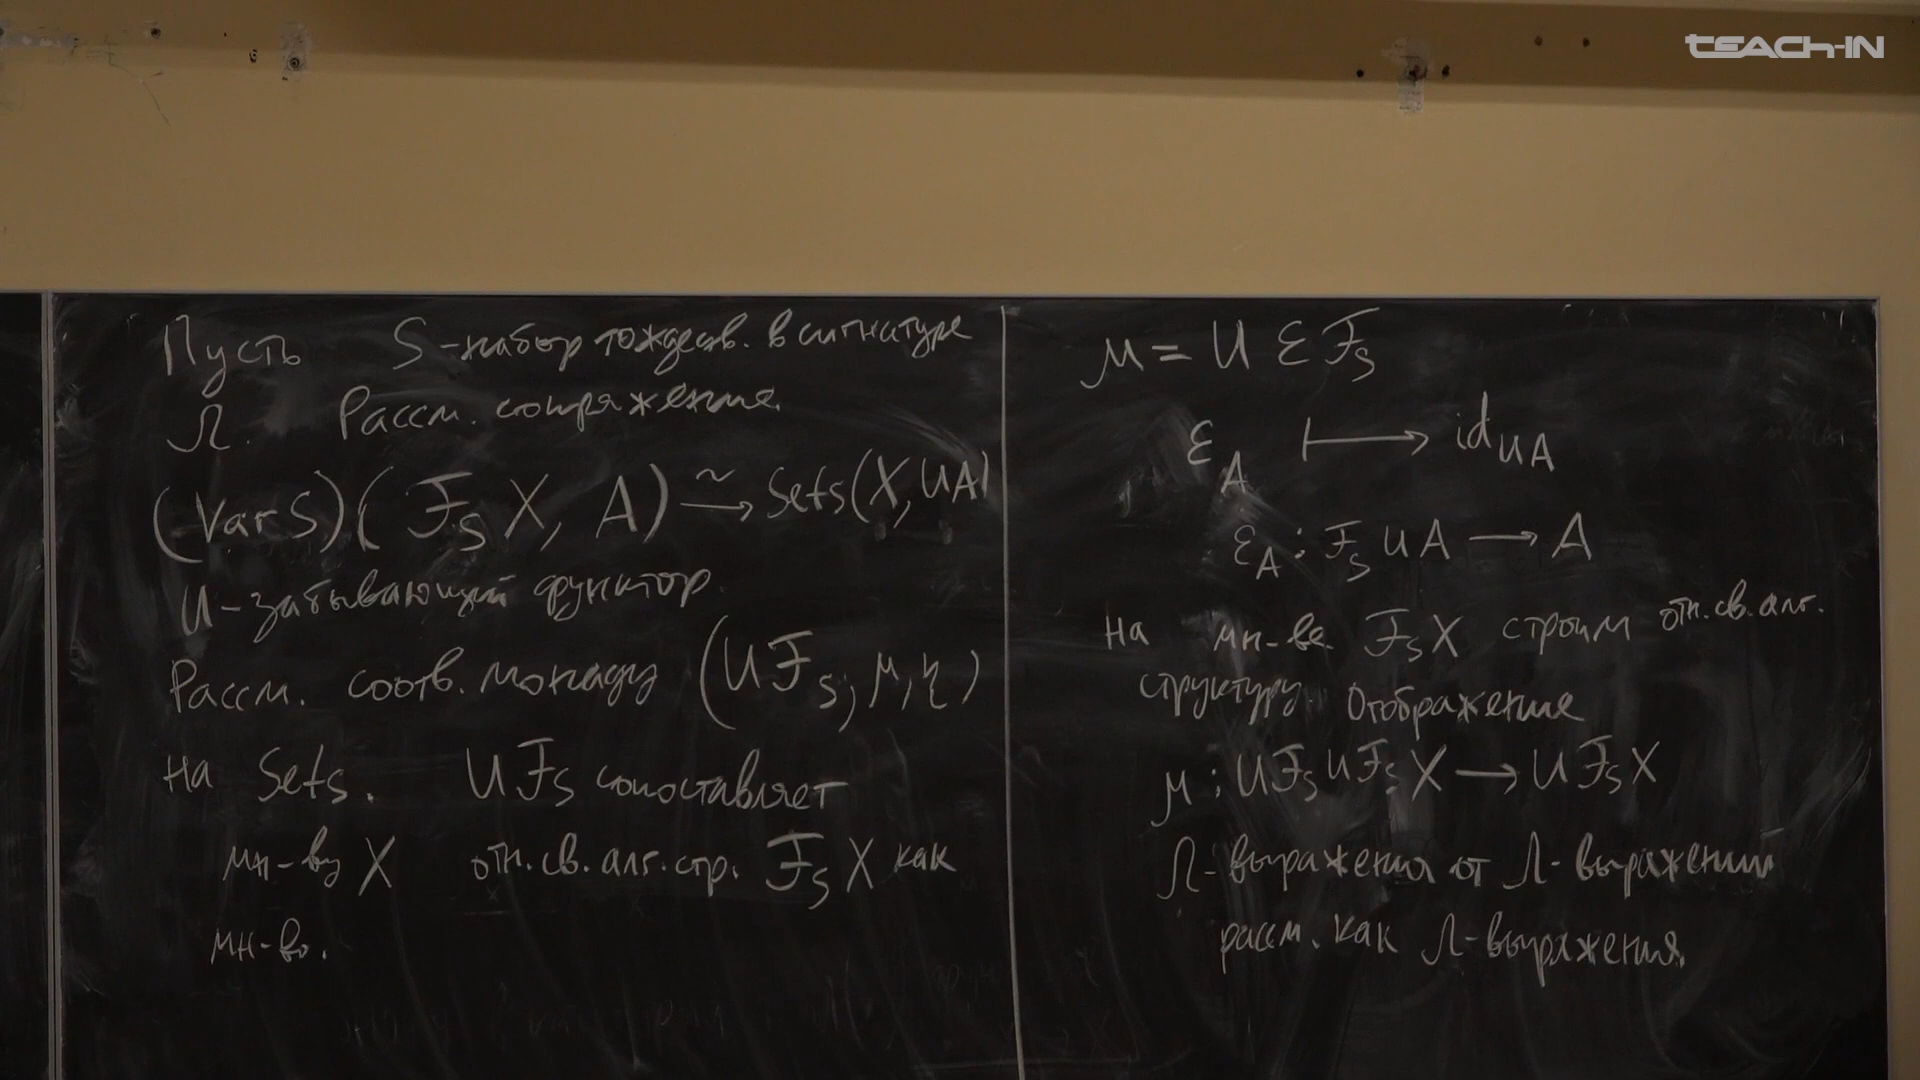 Пусть S-набор тождеств. в сигнатуре
Ω. Рассм. сопряжение.
(Var S)(F_S X, A) ⥲ Sets(X, UA)
U-забывающий функтор.
Рассм. соотв. монаду (UF_S, μ, η)
на Sets. UF_S сопоставляет
мн-ву X отн. св. алг. стр. F_S X как
мн-во.
μ = U ε F_S
ε_A ⟼ id_UA
ε_A : F_S UA ⟶ A
На мн-ве F_S X строим отн. св. алг.
структуру. Отображение
μ : UF_S UF_S X ⟶ UF_S X
Ω-выражения от Ω-выражений
рассм. как Ω-выражения.
TEACH-IN